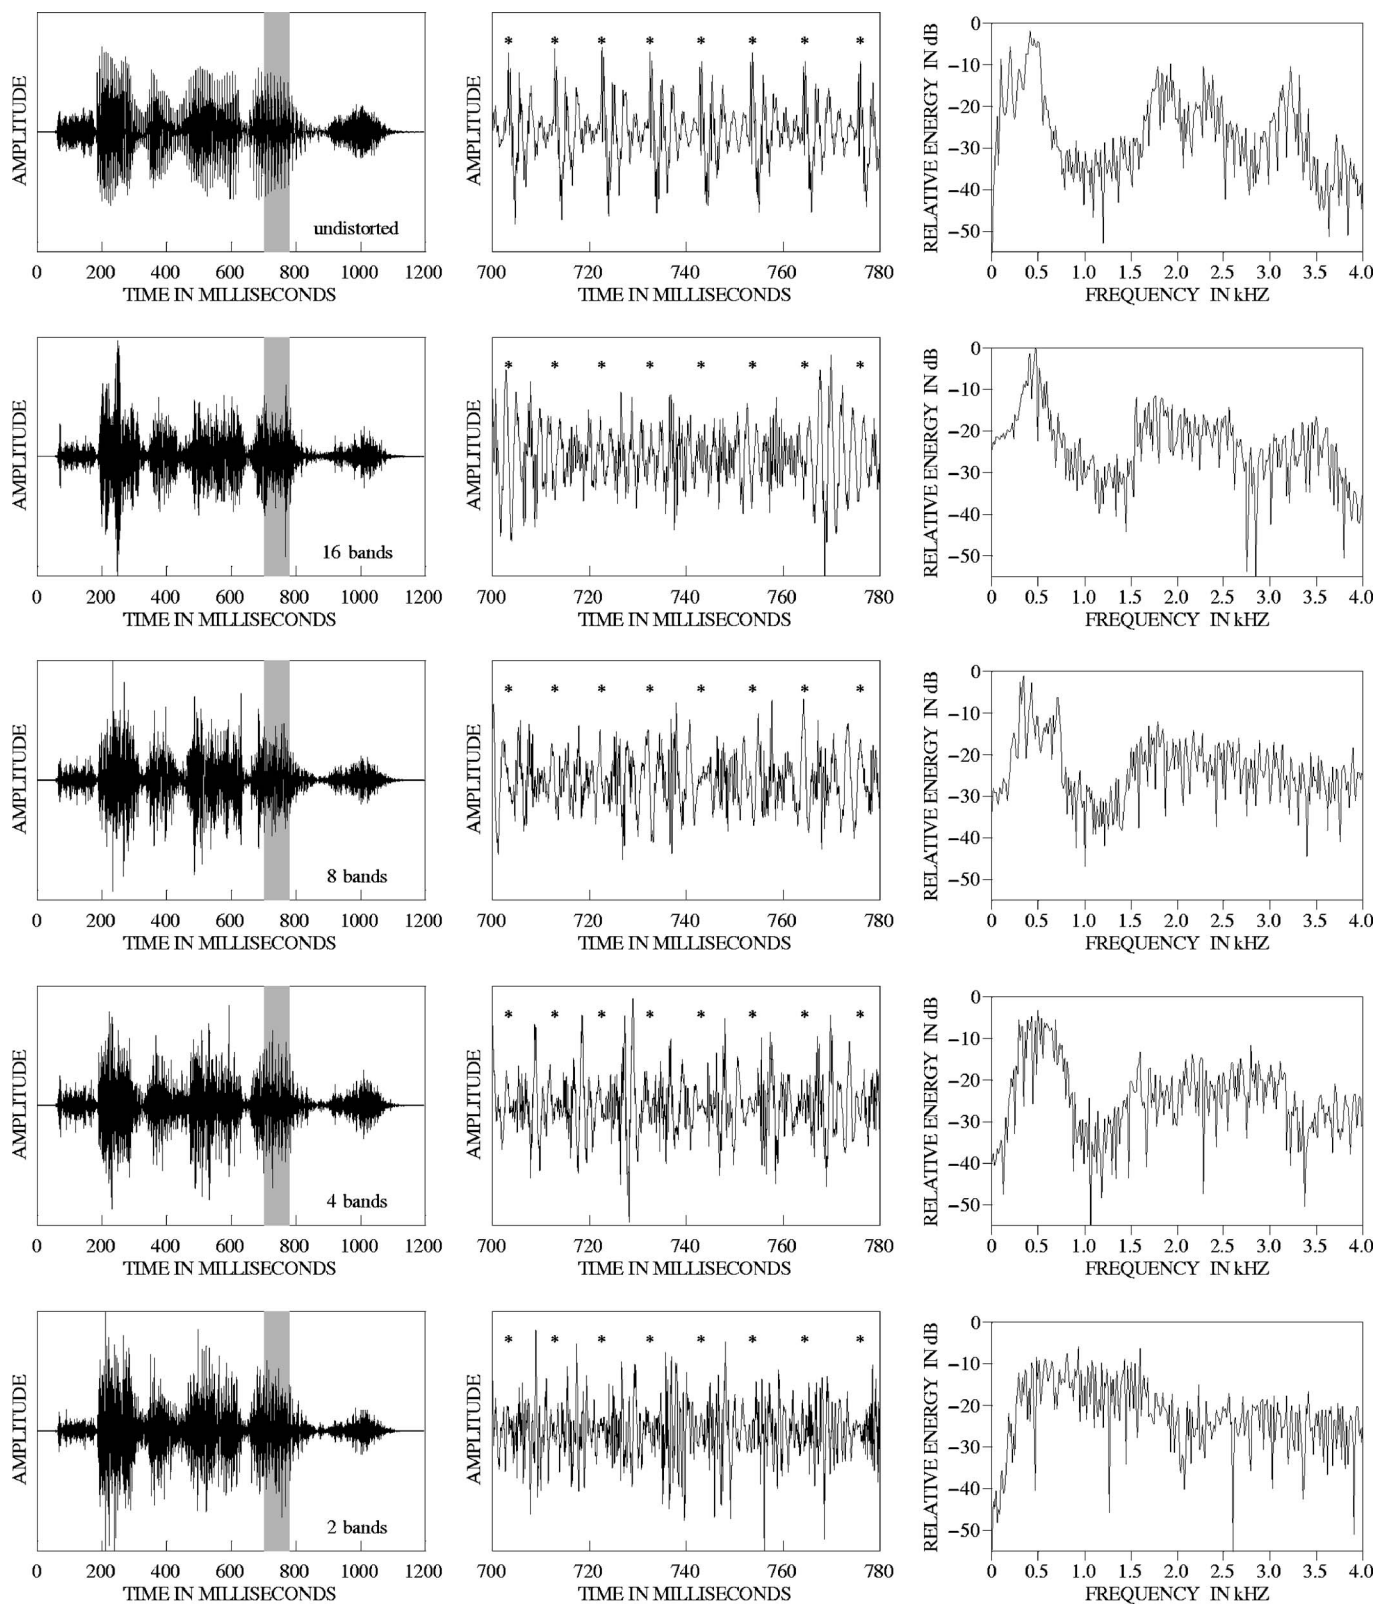 AMPLITUDE
undistorted
0 200 400 600 800 1000 1200
TIME IN MILLISECONDS
AMPLITUDE
* * * * * * * *
700 720 740 760 780
TIME IN MILLISECONDS
RELATIVE ENERGY IN dB
0
−10
−20
−30
−40
−50
0 0.5 1.0 1.5 2.0 2.5 3.0 3.5 4.0
FREQUENCY IN kHZ
AMPLITUDE
16 bands
0 200 400 600 800 1000 1200
TIME IN MILLISECONDS
AMPLITUDE
* * * * * * * *
700 720 740 760 780
TIME IN MILLISECONDS
RELATIVE ENERGY IN dB
0
−10
−20
−30
−40
−50
0 0.5 1.0 1.5 2.0 2.5 3.0 3.5 4.0
FREQUENCY IN kHZ
AMPLITUDE
8 bands
0 200 400 600 800 1000 1200
TIME IN MILLISECONDS
AMPLITUDE
* * * * * * * *
700 720 740 760 780
TIME IN MILLISECONDS
RELATIVE ENERGY IN dB
0
−10
−20
−30
−40
−50
0 0.5 1.0 1.5 2.0 2.5 3.0 3.5 4.0
FREQUENCY IN kHZ
AMPLITUDE
4 bands
0 200 400 600 800 1000 1200
TIME IN MILLISECONDS
AMPLITUDE
* * * * * * * *
700 720 740 760 780
TIME IN MILLISECONDS
RELATIVE ENERGY IN dB
0
−10
−20
−30
−40
−50
0 0.5 1.0 1.5 2.0 2.5 3.0 3.5 4.0
FREQUENCY IN kHZ
AMPLITUDE
2 bands
0 200 400 600 800 1000 1200
TIME IN MILLISECONDS
AMPLITUDE
* * * * * * * *
700 720 740 760 780
TIME IN MILLISECONDS
RELATIVE ENERGY IN dB
0
−10
−20
−30
−40
−50
0 0.5 1.0 1.5 2.0 2.5 3.0 3.5 4.0
FREQUENCY IN kHZ